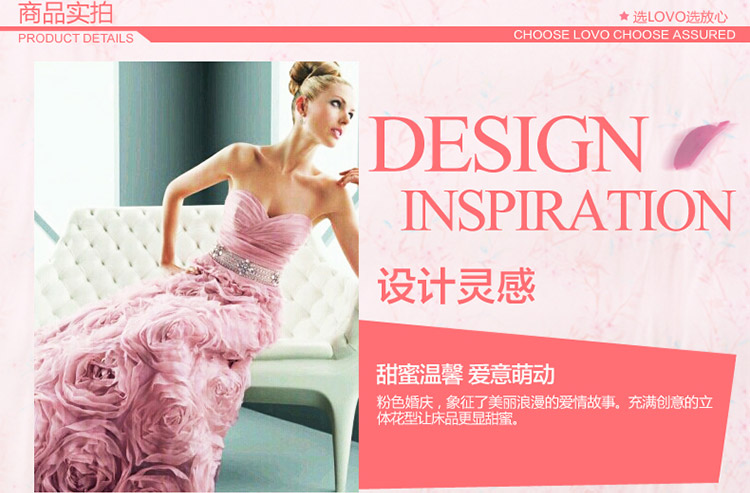 商品实拍
PRODUCT DETAILS
★ 选LOVO选放心
CHOOSE LOVO CHOOSE ASSURED
DESIGN
INSPIRATION
设计灵感
甜蜜温馨 爱意萌动
粉色婚庆，象征了美丽浪漫的爱情故事。充满创意的立
体花型让床品更显甜蜜。